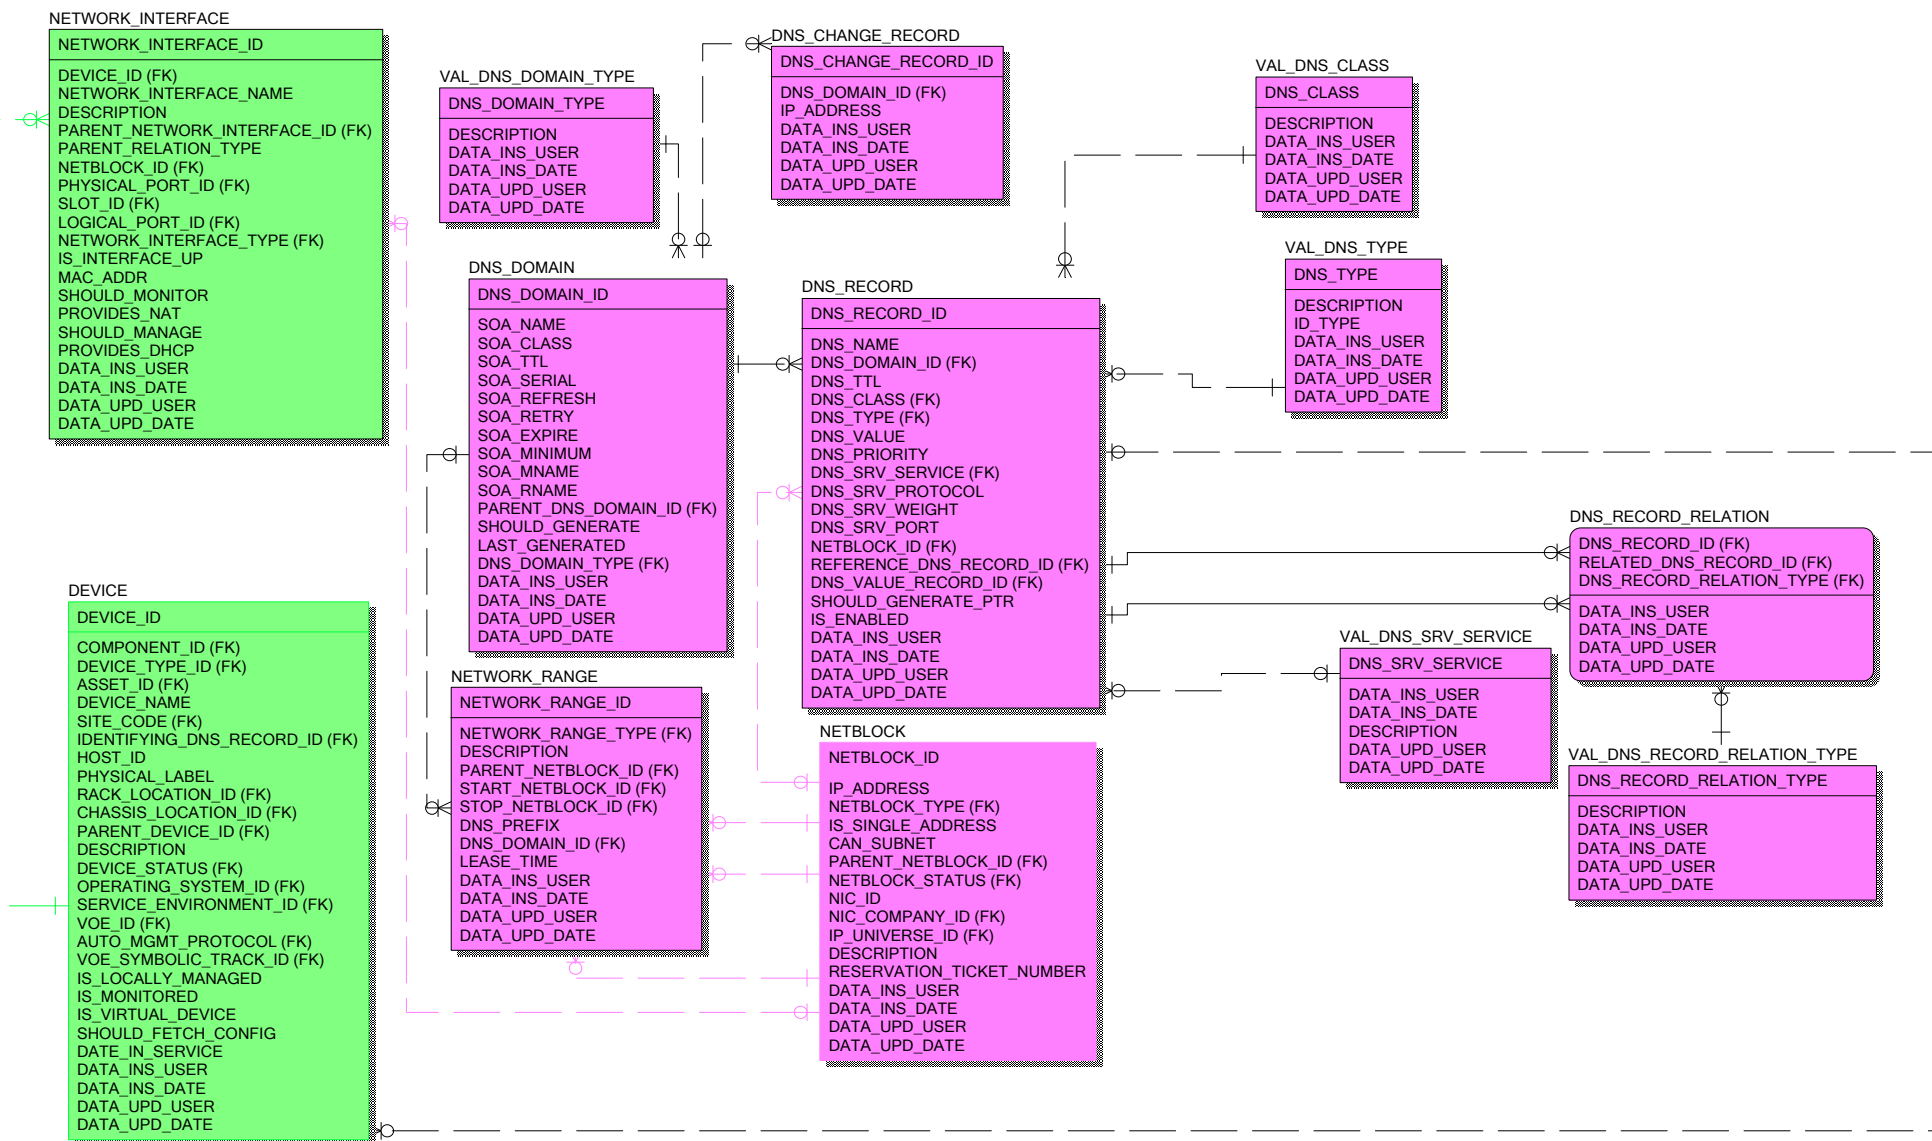 NETWORK_INTERFACE
NETWORK_INTERFACE_ID
DEVICE_ID (FK)
NETWORK_INTERFACE_NAME
DESCRIPTION
PARENT_NETWORK_INTERFACE_ID (FK)
PARENT_RELATION_TYPE
NETBLOCK_ID (FK)
PHYSICAL_PORT_ID (FK)
SLOT_ID (FK)
LOGICAL_PORT_ID (FK)
NETWORK_INTERFACE_TYPE (FK)
IS_INTERFACE_UP
MAC_ADDR
SHOULD_MONITOR
PROVIDES_NAT
SHOULD_MANAGE
PROVIDES_DHCP
DATA_INS_USER
DATA_INS_DATE
DATA_UPD_USER
DATA_UPD_DATE
VAL_DNS_DOMAIN_TYPE
DNS_DOMAIN_TYPE
DESCRIPTION
DATA_INS_USER
DATA_INS_DATE
DATA_UPD_USER
DATA_UPD_DATE
DNS_CHANGE_RECORD
DNS_CHANGE_RECORD_ID
DNS_DOMAIN_ID (FK)
IP_ADDRESS
DATA_INS_USER
DATA_INS_DATE
DATA_UPD_USER
DATA_UPD_DATE
VAL_DNS_CLASS
DNS_CLASS
DESCRIPTION
DATA_INS_USER
DATA_INS_DATE
DATA_UPD_USER
DATA_UPD_DATE
VAL_DNS_TYPE
DNS_TYPE
DESCRIPTION
ID_TYPE
DATA_INS_USER
DATA_INS_DATE
DATA_UPD_USER
DATA_UPD_DATE
DNS_DOMAIN
DNS_DOMAIN_ID
SOA_NAME
SOA_CLASS
SOA_TTL
SOA_SERIAL
SOA_REFRESH
SOA_RETRY
SOA_EXPIRE
SOA_MINIMUM
SOA_MNAME
SOA_RNAME
PARENT_DNS_DOMAIN_ID (FK)
SHOULD_GENERATE
LAST_GENERATED
DNS_DOMAIN_TYPE (FK)
DATA_INS_USER
DATA_INS_DATE
DATA_UPD_USER
DATA_UPD_DATE
DNS_RECORD
DNS_RECORD_ID
DNS_NAME
DNS_DOMAIN_ID (FK)
DNS_TTL
DNS_CLASS (FK)
DNS_TYPE (FK)
DNS_VALUE
DNS_PRIORITY
DNS_SRV_SERVICE (FK)
DNS_SRV_PROTOCOL
DNS_SRV_WEIGHT
DNS_SRV_PORT
NETBLOCK_ID (FK)
REFERENCE_DNS_RECORD_ID (FK)
DNS_VALUE_RECORD_ID (FK)
SHOULD_GENERATE_PTR
IS_ENABLED
DATA_INS_USER
DATA_INS_DATE
DATA_UPD_USER
DATA_UPD_DATE
DNS_RECORD_RELATION
DNS_RECORD_ID (FK)
RELATED_DNS_RECORD_ID (FK)
DNS_RECORD_RELATION_TYPE (FK)
DATA_INS_USER
DATA_INS_DATE
DATA_UPD_USER
DATA_UPD_DATE
DEVICE
DEVICE_ID
COMPONENT_ID (FK)
DEVICE_TYPE_ID (FK)
ASSET_ID (FK)
DEVICE_NAME
SITE_CODE (FK)
IDENTIFYING_DNS_RECORD_ID (FK)
HOST_ID
PHYSICAL_LABEL
RACK_LOCATION_ID (FK)
CHASSIS_LOCATION_ID (FK)
PARENT_DEVICE_ID (FK)
DESCRIPTION
DEVICE_STATUS (FK)
OPERATING_SYSTEM_ID (FK)
SERVICE_ENVIRONMENT_ID (FK)
VOE_ID (FK)
AUTO_MGMT_PROTOCOL (FK)
VOE_SYMBOLIC_TRACK_ID (FK)
IS_LOCALLY_MANAGED
IS_MONITORED
IS_VIRTUAL_DEVICE
SHOULD_FETCH_CONFIG
DATE_IN_SERVICE
DATA_INS_USER
DATA_INS_DATE
DATA_UPD_USER
DATA_UPD_DATE
NETWORK_RANGE
NETWORK_RANGE_ID
NETWORK_RANGE_TYPE (FK)
DESCRIPTION
PARENT_NETBLOCK_ID (FK)
START_NETBLOCK_ID (FK)
STOP_NETBLOCK_ID (FK)
DNS_PREFIX
DNS_DOMAIN_ID (FK)
LEASE_TIME
DATA_INS_USER
DATA_INS_DATE
DATA_UPD_USER
DATA_UPD_DATE
NETBLOCK
NETBLOCK_ID
IP_ADDRESS
NETBLOCK_TYPE (FK)
IS_SINGLE_ADDRESS
CAN_SUBNET
PARENT_NETBLOCK_ID (FK)
NETBLOCK_STATUS (FK)
NIC_ID
NIC_COMPANY_ID (FK)
IP_UNIVERSE_ID (FK)
DESCRIPTION
RESERVATION_TICKET_NUMBER
DATA_INS_USER
DATA_INS_DATE
DATA_UPD_USER
DATA_UPD_DATE
VAL_DNS_SRV_SERVICE
DNS_SRV_SERVICE
DATA_INS_USER
DATA_INS_DATE
DESCRIPTION
DATA_UPD_USER
DATA_UPD_DATE
VAL_DNS_RECORD_RELATION_TYPE
DNS_RECORD_RELATION_TYPE
DESCRIPTION
DATA_INS_USER
DATA_INS_DATE
DATA_UPD_USER
DATA_UPD_DATE